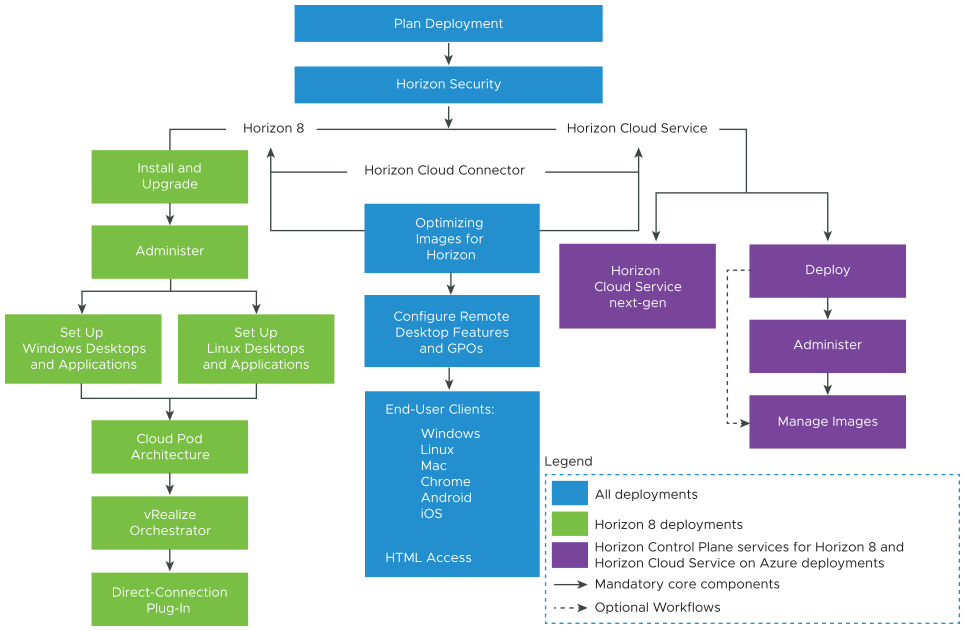 Plan Deployment
Horizon Security
Horizon 8
Horizon Cloud Service
Horizon Cloud Connector
Install and
Upgrade
Administer
Set Up
Windows Desktops
and Applications
Set Up
Linux Desktops
and Applications
Cloud Pod
Architecture
vRealize
Orchestrator
Direct-Connection
Plug-In
Optimizing
Images for
Horizon
Configure Remote
Desktop Features
and GPOs
End-User Clients:
Windows
Linux
Mac
Chrome
Android
iOS
HTML Access
Horizon
Cloud Service
next-gen
Deploy
Administer
Manage Images
Legend
All deployments
Horizon 8 deployments
Horizon Control Plane services for Horizon 8 and
Horizon Cloud Service on Azure deployments
Mandatory core components
Optional Workflows